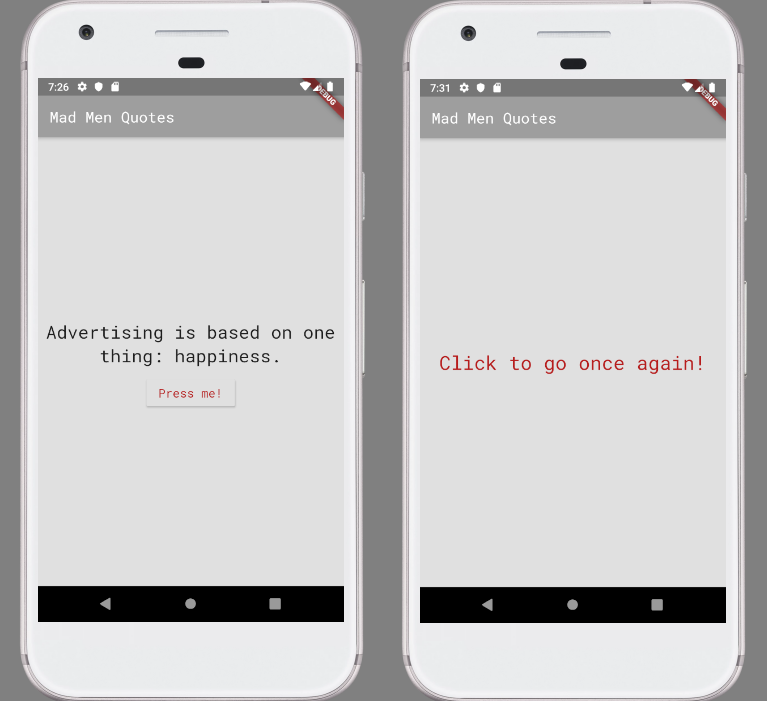 7:26
DEBUG
Mad Men Quotes
Advertising is based on one
thing: happiness.
Press me!
7:31
DEBUG
Mad Men Quotes
Click to go once again!